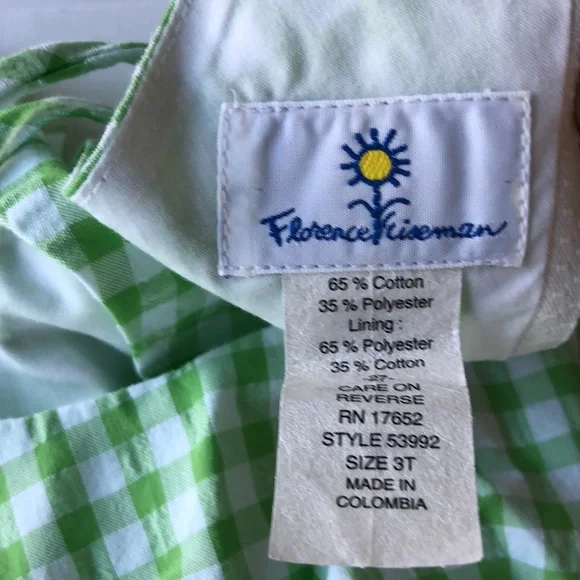 Florence Eiseman
65 % Cotton
35 % Polyester
Lining :
65 % Polyester
35 % Cotton
-27-
CARE ON
REVERSE
RN 17652
STYLE 53992
SIZE 3T
MADE IN
COLOMBIA